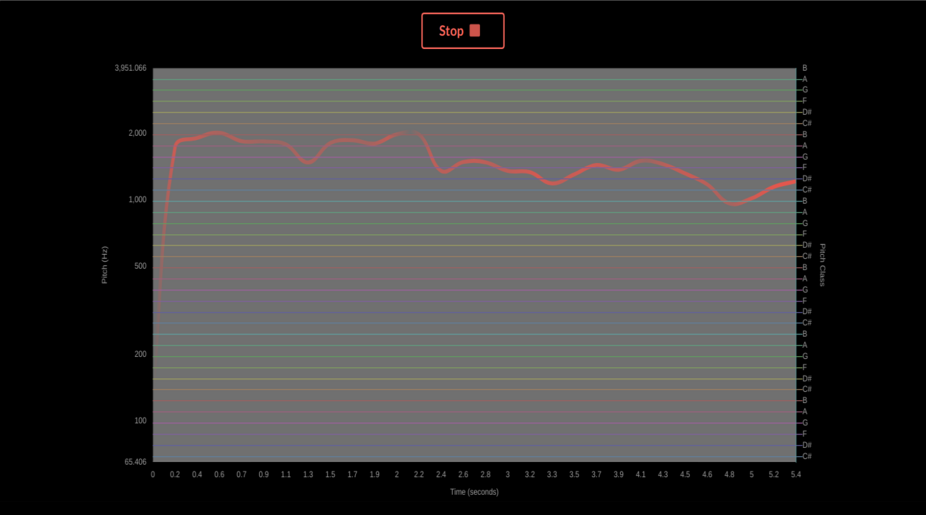 Stop
3,951.066
2,000
1,000
500
200
100
65.406
Pitch (Hz)
B
A
G
F
D#
C#
B
A
G
F
D#
C#
B
A
G
F
D#
C#
B
A
G
F
D#
C#
B
A
G
F
D#
C#
B
A
G
F
D#
C#
Pitch Class
0 0.2 0.4 0.6 0.7 0.9 1.1 1.3 1.5 1.7 1.9 2 2.2 2.4 2.6 2.8 3 3.2 3.3 3.5 3.7 3.9 4.1 4.3 4.5 4.6 4.8 5 5.2 5.4
Time (seconds)